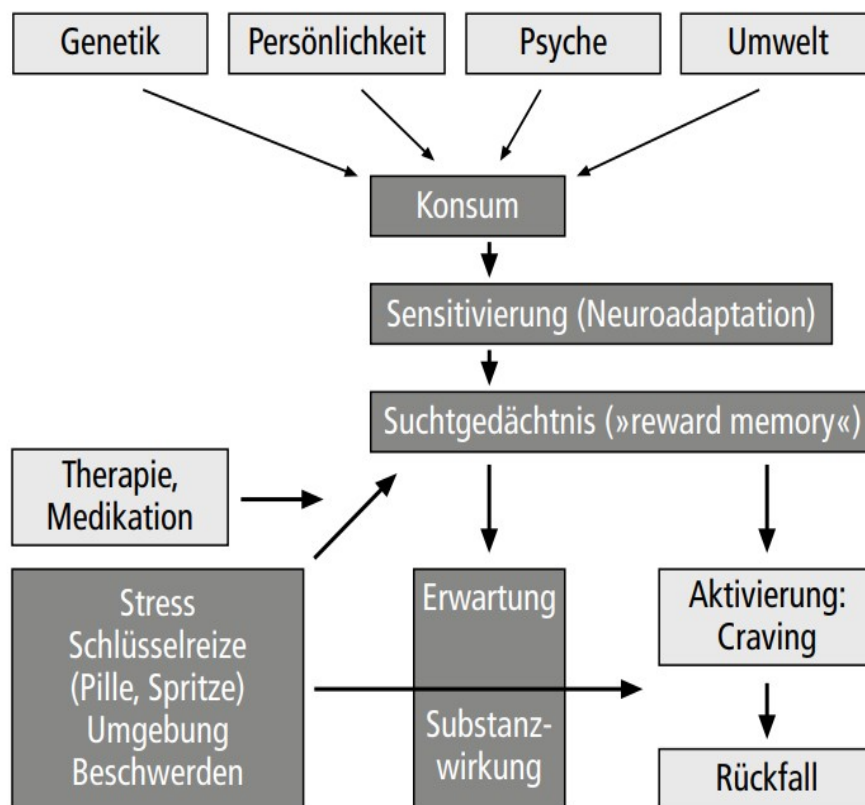 Genetik
Persönlichkeit
Psyche
Umwelt
Konsum
Sensitivierung (Neuroadaptation)
Suchtgedächtnis (»reward memory«)
Therapie,
Medikation
Stress
Schlüsselreize
(Pille, Spritze)
Umgebung
Beschwerden
Erwartung
Substanz-
wirkung
Aktivierung:
Craving
Rückfall